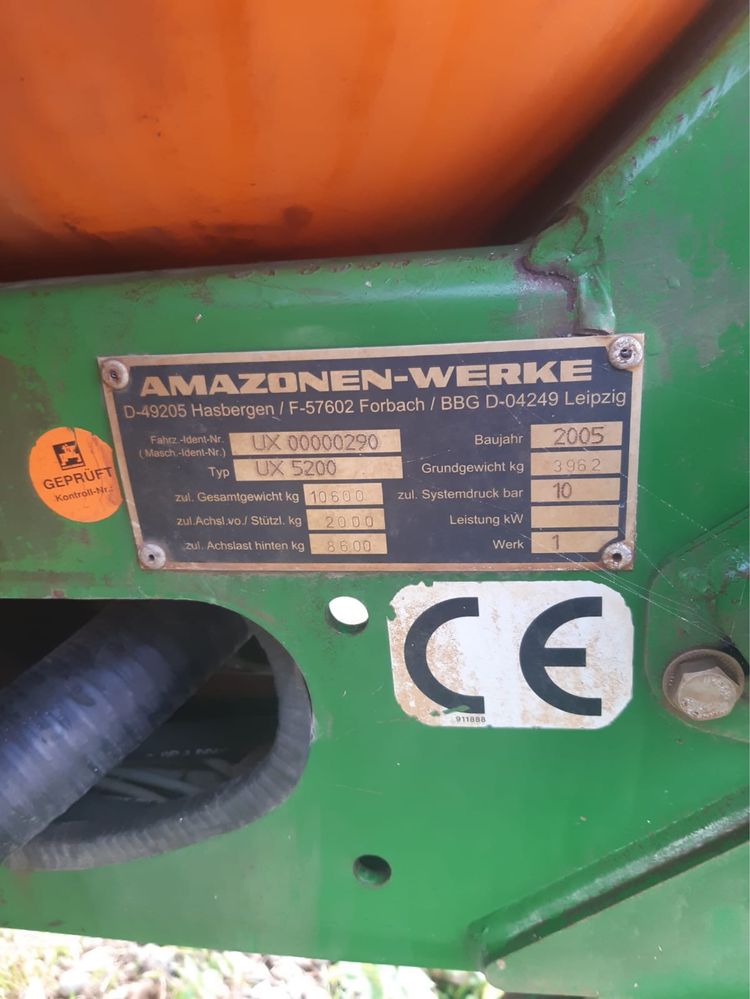 AMAZONEN-WERKE
D-49205 Hasbergen / F-57602 Forbach / BBG D-04249 Leipzig
Fahrz.-Ident-Nr.
( Masch.-Ident-Nr.) UX 00000290
Baujahr 2005
Typ UX 5200
Grundgewicht kg 3962
zul. Gesamtgewicht kg 10600
zul. Systemdruck bar 10
zul.Achsl.vo./ Stützl. kg 2000
Leistung kW
zul. Achslast hinten kg 8600
Werk 1
GEPRÜFT
Kontroll-Nr.
CE
911888